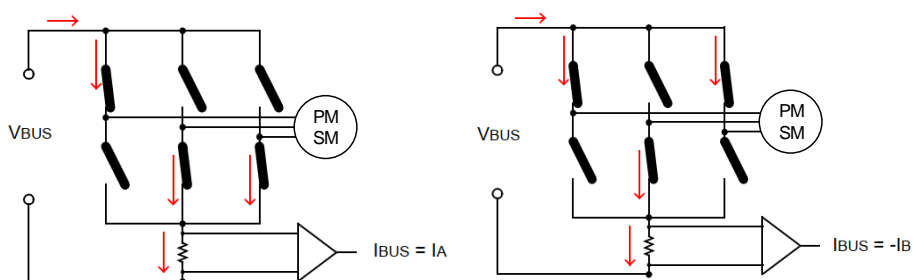 PM
SM
VBUS
IBUS = IA
PM
SM
VBUS
IBUS = -IB